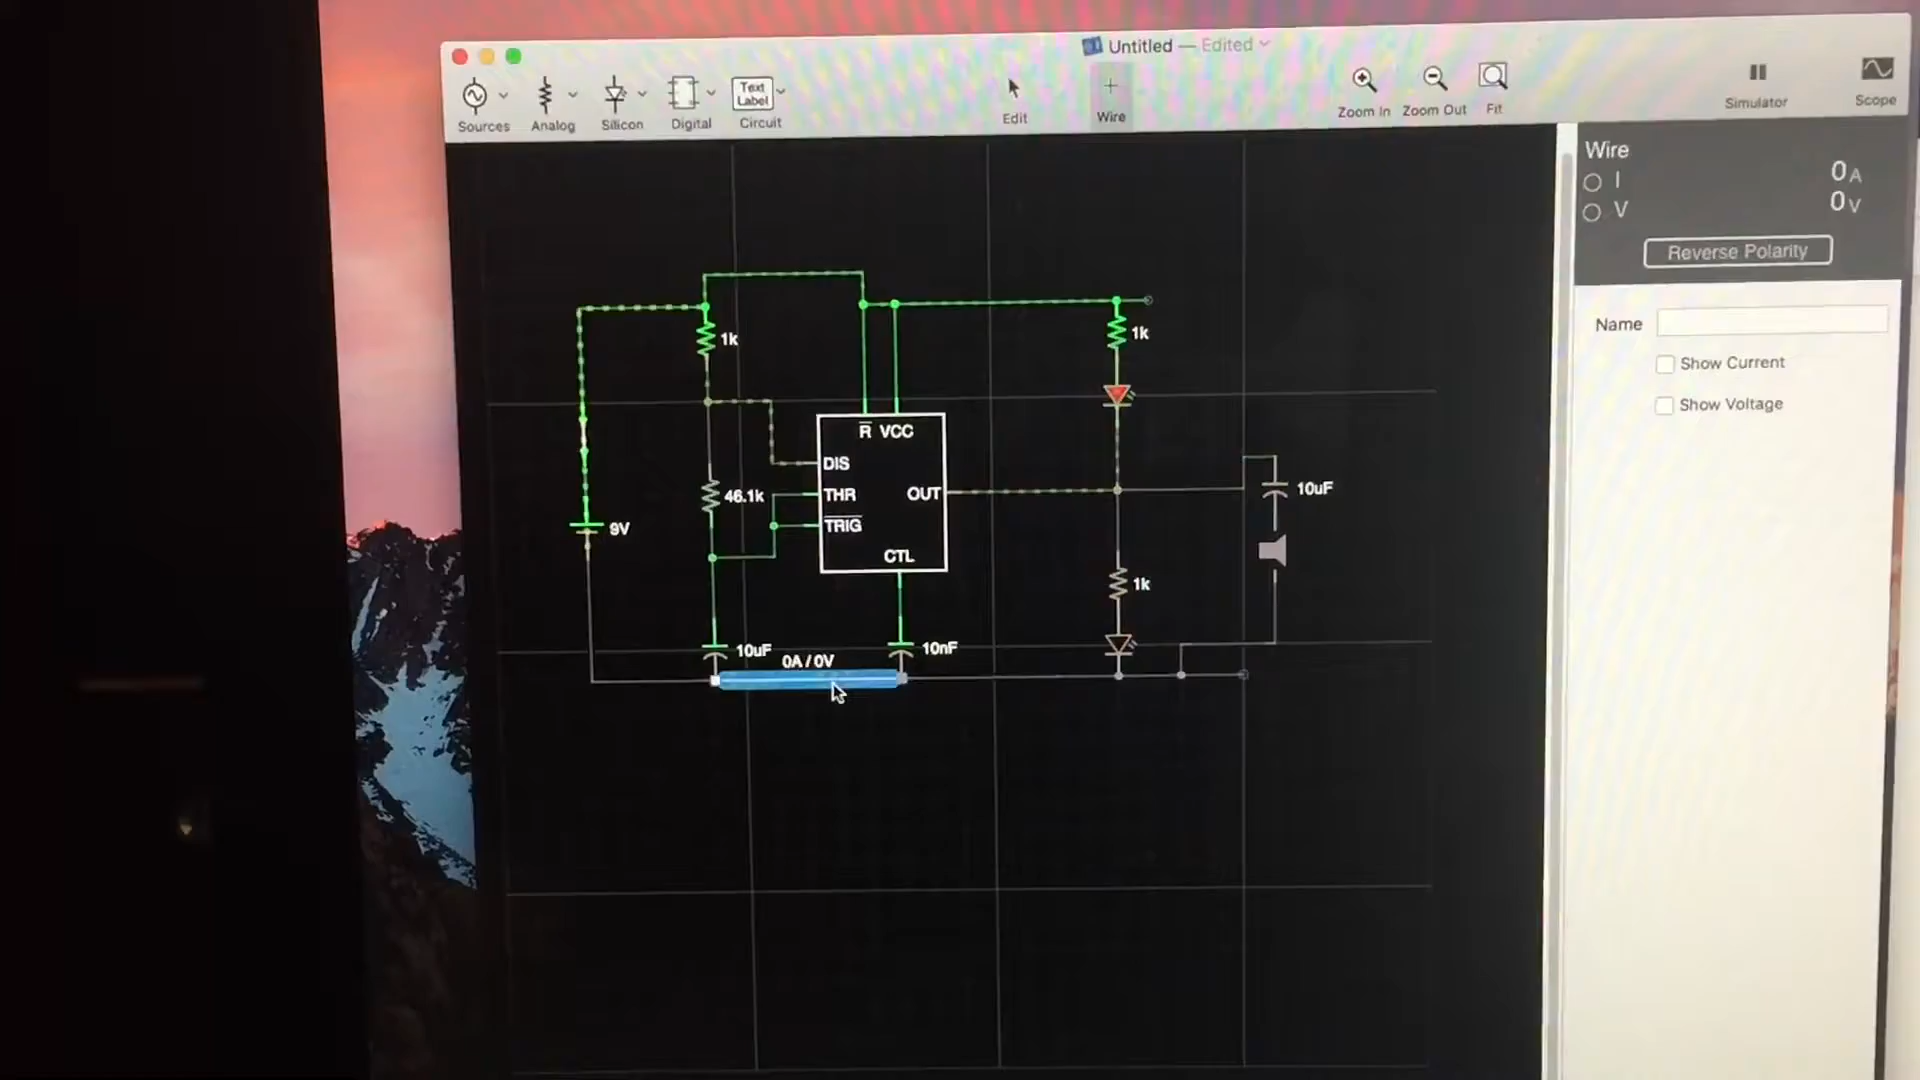 Untitled — Edited
Sources
Analog
Silicon
Digital
Text Label
Circuit
Edit
Wire
Zoom In
Zoom Out
Fit
Simulator
Scope
Wire
I
0A
V
0V
Reverse Polarity
Name
Show Current
Show Voltage
1k
1k
R VCC
DIS
46.1k
THR
OUT
10uF
9V
TRIG
CTL
1k
10uF
10nF
0A / 0V